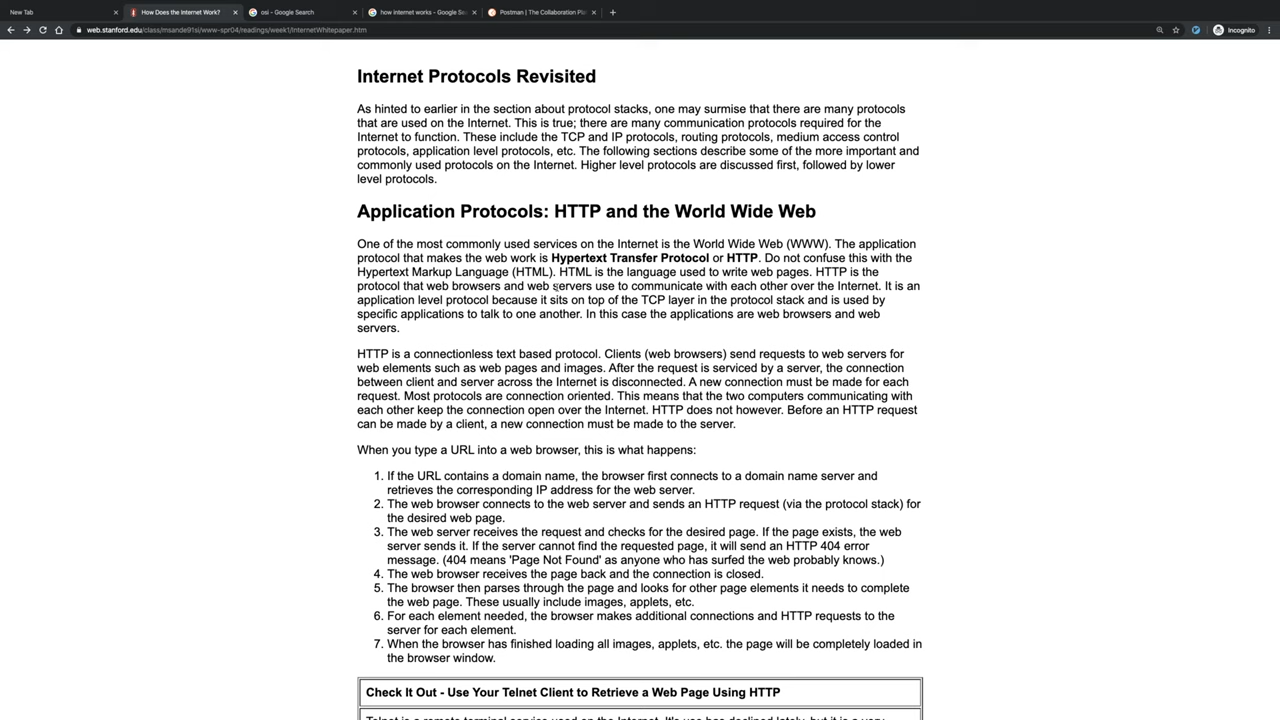 New Tab
How Does the Internet Work?
osi - Google Search
how internet works - Google Se
Postman | The Collaboration Pla
web.stanford.edu/class/msande91si/www-spr04/readings/week1/InternetWhitepaper.htm
Incognito
Internet Protocols Revisited
As hinted to earlier in the section about protocol stacks, one may surmise that there are many protocols
that are used on the Internet. This is true; there are many communication protocols required for the
Internet to function. These include the TCP and IP protocols, routing protocols, medium access control
protocols, application level protocols, etc. The following sections describe some of the more important and
commonly used protocols on the Internet. Higher level protocols are discussed first, followed by lower
level protocols.
Application Protocols: HTTP and the World Wide Web
One of the most commonly used services on the Internet is the World Wide Web (WWW). The application
protocol that makes the web work is Hypertext Transfer Protocol or HTTP. Do not confuse this with the
Hypertext Markup Language (HTML). HTML is the language used to write web pages. HTTP is the
protocol that web browsers and web servers use to communicate with each other over the Internet. It is an
application level protocol because it sits on top of the TCP layer in the protocol stack and is used by
specific applications to talk to one another. In this case the applications are web browsers and web
servers.
HTTP is a connectionless text based protocol. Clients (web browsers) send requests to web servers for
web elements such as web pages and images. After the request is serviced by a server, the connection
between client and server across the Internet is disconnected. A new connection must be made for each
request. Most protocols are connection oriented. This means that the two computers communicating with
each other keep the connection open over the Internet. HTTP does not however. Before an HTTP request
can be made by a client, a new connection must be made to the server.
When you type a URL into a web browser, this is what happens:
1. If the URL contains a domain name, the browser first connects to a domain name server and
retrieves the corresponding IP address for the web server.
2. The web browser connects to the web server and sends an HTTP request (via the protocol stack) for
the desired web page.
3. The web server receives the request and checks for the desired page. If the page exists, the web
server sends it. If the server cannot find the requested page, it will send an HTTP 404 error
message. (404 means 'Page Not Found' as anyone who has surfed the web probably knows.)
4. The web browser receives the page back and the connection is closed.
5. The browser then parses through the page and looks for other page elements it needs to complete
the web page. These usually include images, applets, etc.
6. For each element needed, the browser makes additional connections and HTTP requests to the
server for each element.
7. When the browser has finished loading all images, applets, etc. the page will be completely loaded in
the browser window.
Check It Out - Use Your Telnet Client to Retrieve a Web Page Using HTTP
Telnet is a remote terminal service used on the Internet. It's use has declined lately, but it is a very